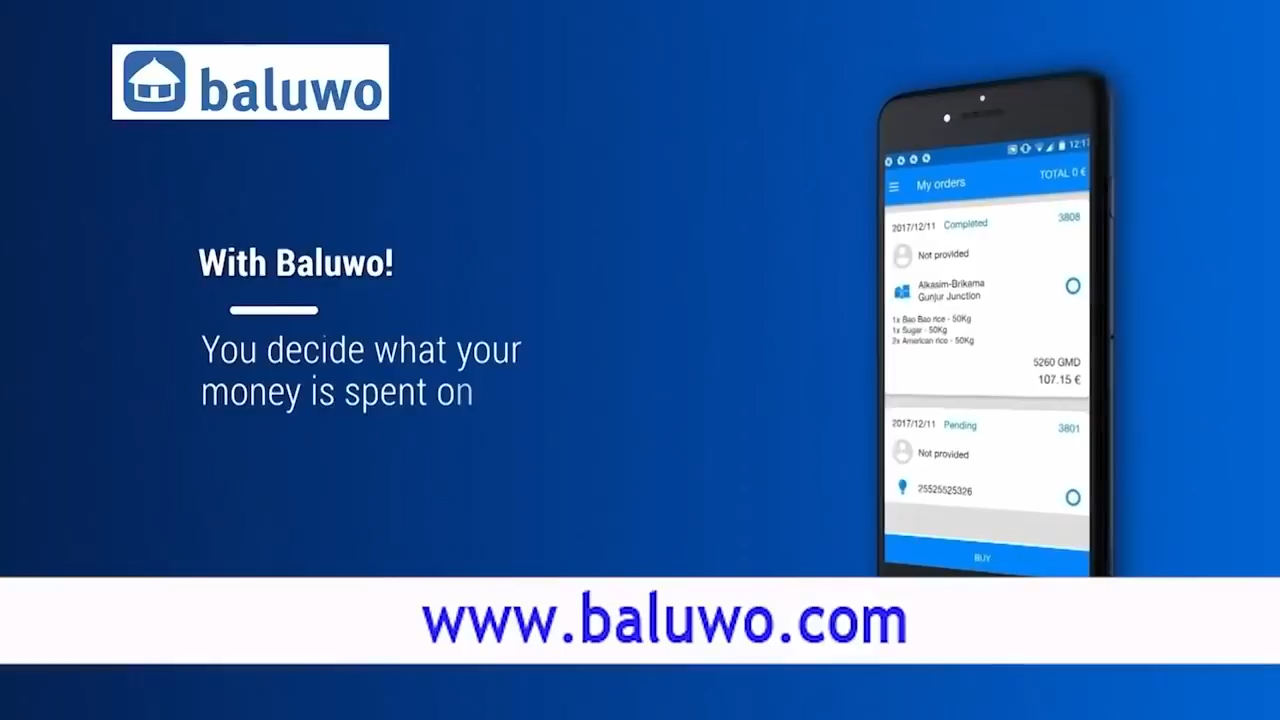 baluwo
With Baluwo!
You decide what your
money is spent on
12:17
My orders
TOTAL 0 €
2017/12/11 Completed 3808
Not provided
Alkasim-Brikama
Gunjur Junction
1x Bao Bao rice - 50Kg
1x Sugar - 50Kg
2x American rice - 50Kg
5260 GMD
107.15 €
2017/12/11 Pending 3801
Not provided
25525525326
BUY
www.baluwo.com